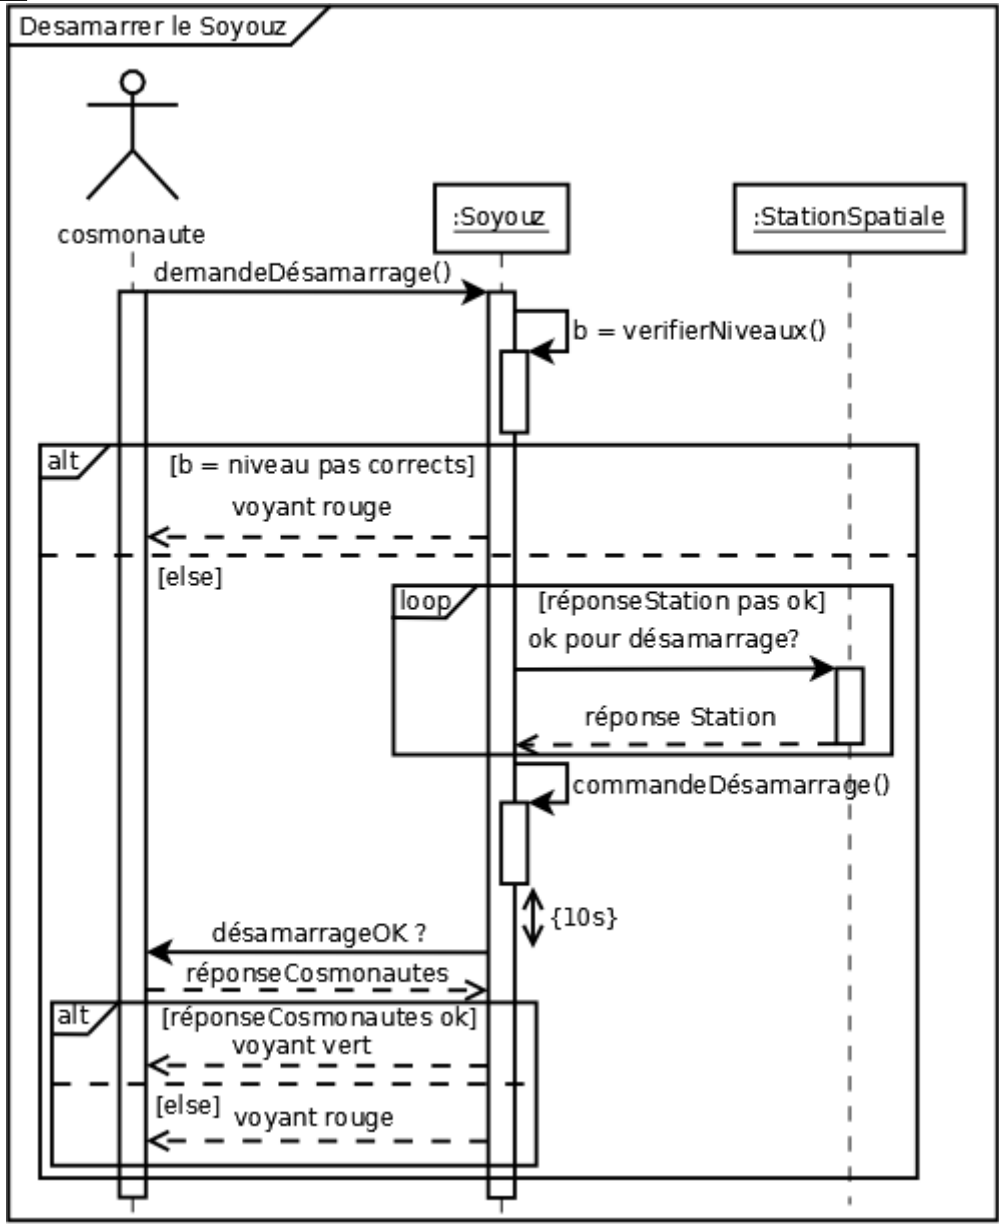 Desamarrer le Soyouz
cosmonaute
:Soyouz
:StationSpatiale
demandeDésamarrage()
b = verifierNiveaux()
alt
[b = niveau pas corrects]
voyant rouge
[else]
loop
[réponseStation pas ok]
ok pour désamarrage?
réponse Station
commandeDésamarrage()
{10s}
désamarrageOK ?
réponseCosmonautes
alt
[réponseCosmonautes ok]
voyant vert
[else]
voyant rouge